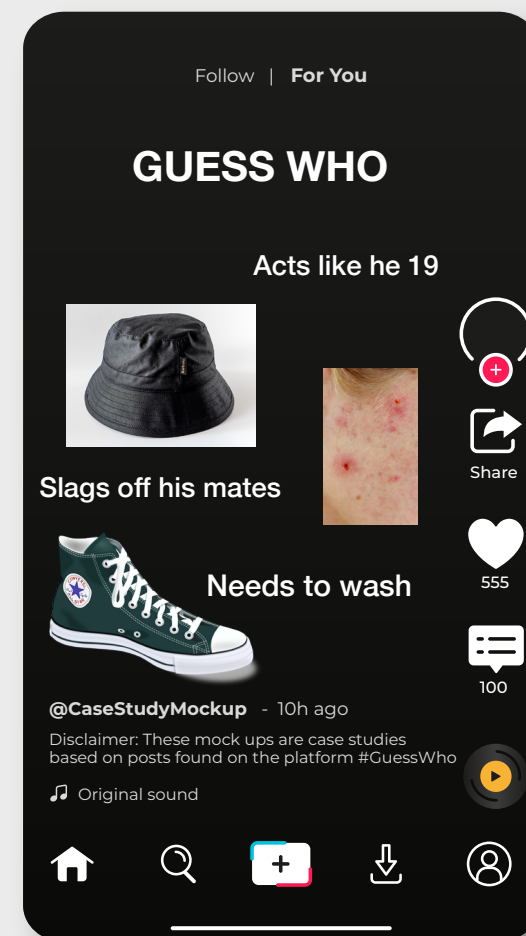 Follow | For You
GUESS WHO
Acts like he 19
Slags off his mates
Needs to wash
Share
555
100
@CaseStudyMockup - 10h ago
Disclaimer: These mock ups are case studies
based on posts found on the platform #GuessWho
Original sound